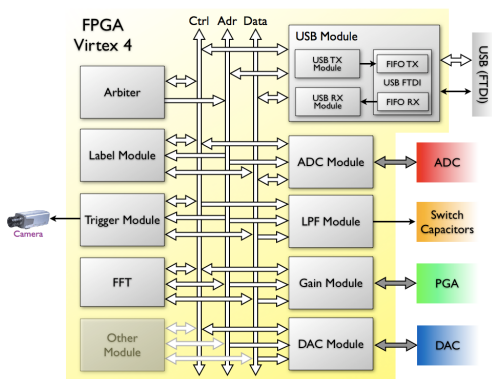 FPGA
Virtex 4
Ctrl Adr Data
Arbiter
Label Module
Trigger Module
FFT
Other
Module
Camera
USB Module
USB TX
Module
FIFO TX
USB FTDI
USB RX
Module
FIFO RX
ADC Module
LPF Module
Gain Module
DAC Module
USB
(FTDI)
ADC
Switch
Capacitors
PGA
DAC